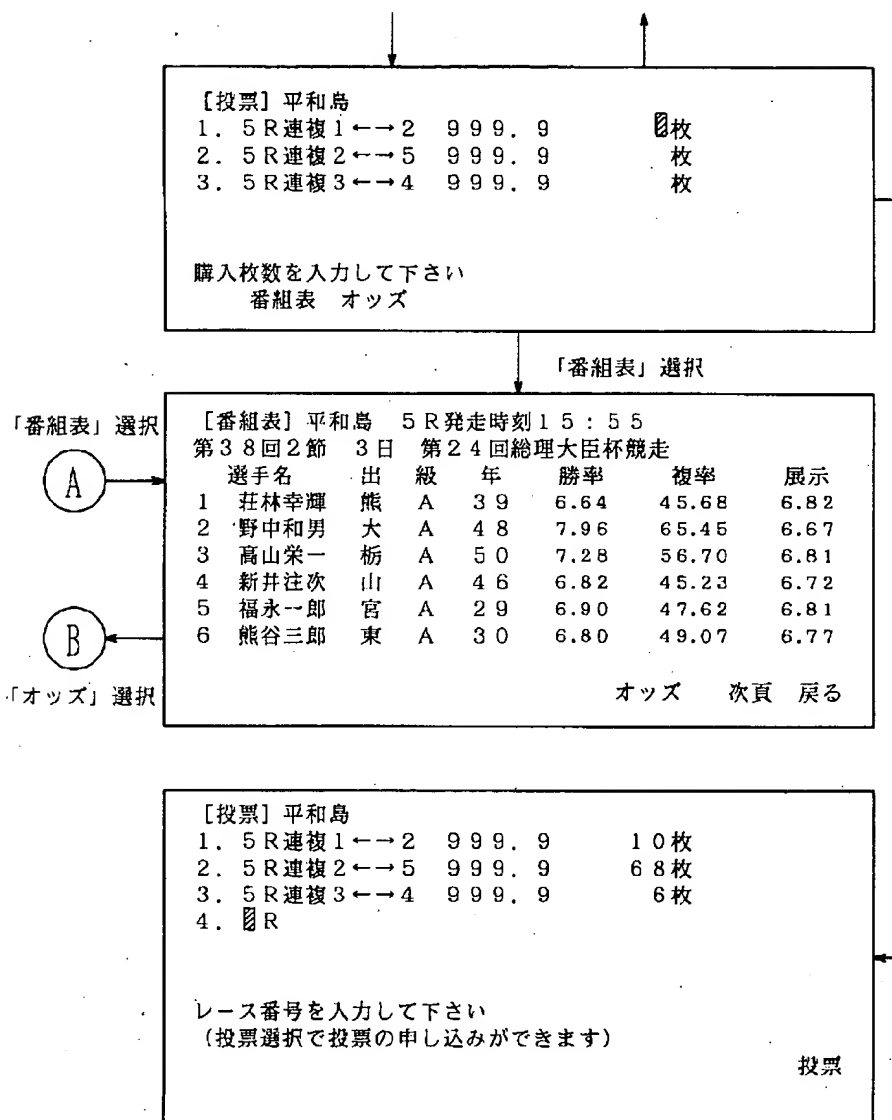 [投票] 平和島
1. 5R連複1←→2 999.9 枚
2. 5R連複2←→5 999.9 枚
3. 5R連複3←→4 999.9 枚
購入枚数を入力して下さい
番組表 オッズ
「番組表」選択
「番組表」選択
A
[番組表] 平和島 5R発走時刻15:55
第38回2節 3日 第24回総理大臣杯競走
選手名 出 級 年 勝率 複率 展示
1 荘林幸輝 熊 A 39 6.64 45.68 6.82
2 野中和男 大 A 48 7.96 65.45 6.67
3 高山栄一 栃 A 50 7.28 56.70 6.81
4 新井注次 山 A 46 6.82 45.23 6.72
5 福永一郎 宮 A 29 6.90 47.62 6.81
6 熊谷三郎 東 A 30 6.80 49.07 6.77
オッズ 次頁 戻る
B
「オッズ」選択
[投票] 平和島
1. 5R連複1←→2 999.9 10枚
2. 5R連複2←→5 999.9 68枚
3. 5R連複3←→4 999.9 6枚
4. R
レース番号を入力して下さい
(投票選択で投票の申し込みができます)
投票